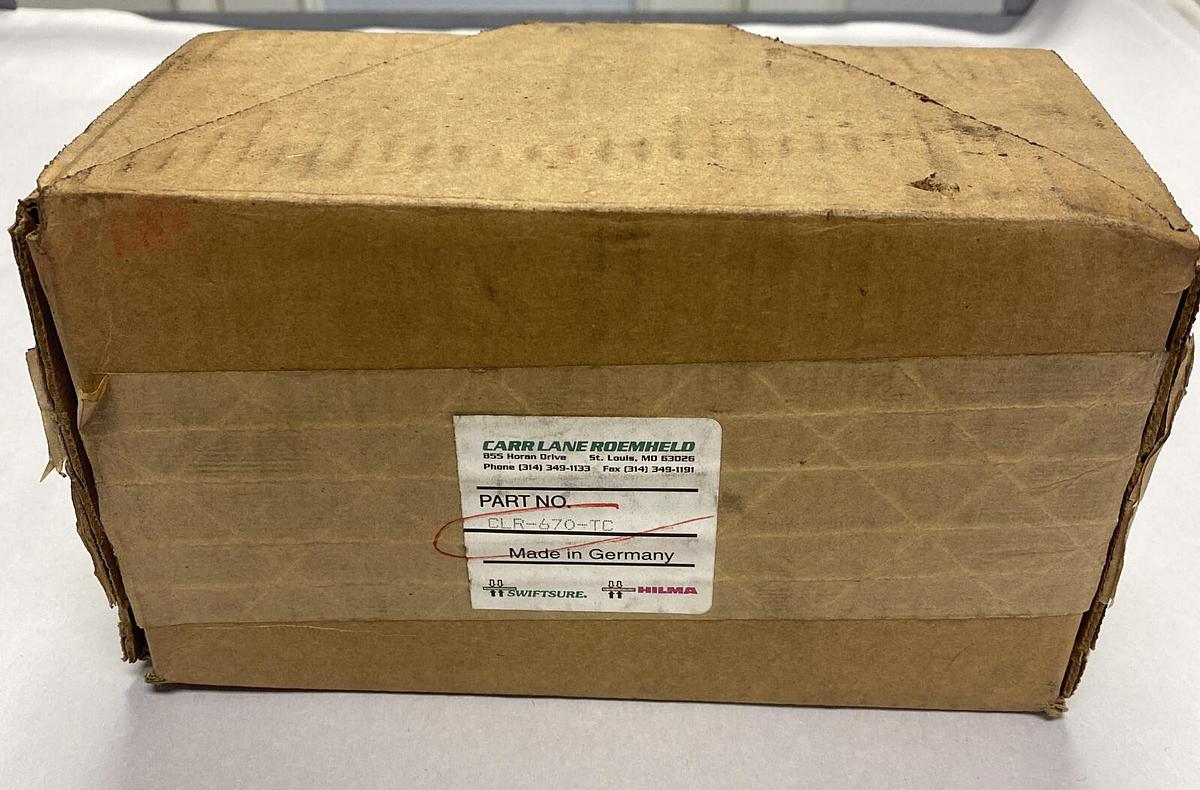 CARR LANE ROEMHELD
855 Horan Drive St. Louis, MO 63026
Phone (314) 349-1133 Fax (314) 349-1191
PART NO.
CLR-670-TC
Made in Germany
SWIFTSURE. HILMA